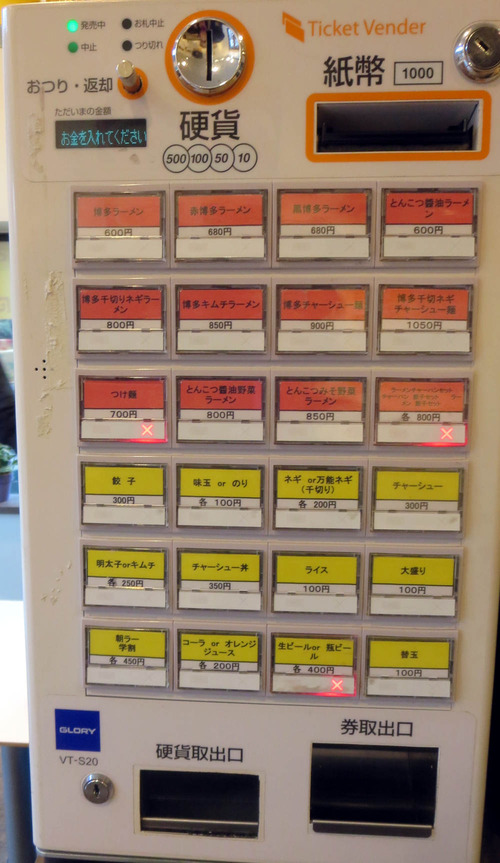 発売中
お札中止
中止
つり切れ
Ticket Vender
おつり・返却
紙幣 1000
ただいまの金額
お金を入れてください
硬貨
500 100 50 10
博多ラーメン
600円
赤博多ラーメン
680円
黒博多ラーメン
680円
とんこつ醤油ラーメ
ン
600円
博多千切りネギラー
メン
800円
博多キムチラーメン
850円
博多チャーシュー麺
900円
博多千切ネギ
チャーシュー麺
1050円
つけ麺
700円
とんこつ醤油野菜
ラーメン
800円
とんこつみそ野菜
ラーメン
850円
ラーメンチャーハンセット
各 800円
餃子
300円
味玉 or のり
各 100円
ネギ or万能ネギ
(千切り)
各 200円
チャーシュー
300円
明太子orキムチ
各 250円
チャーシュー丼
350円
ライス
100円
大盛り
100円
朝ラー
学割
各 450円
コーラ or オレンジ
ジュース
各 200円
生ビールor 瓶ビー
ル
各 400円
替玉
100円
GLORY
VT-S20
硬貨取出口
券取出口